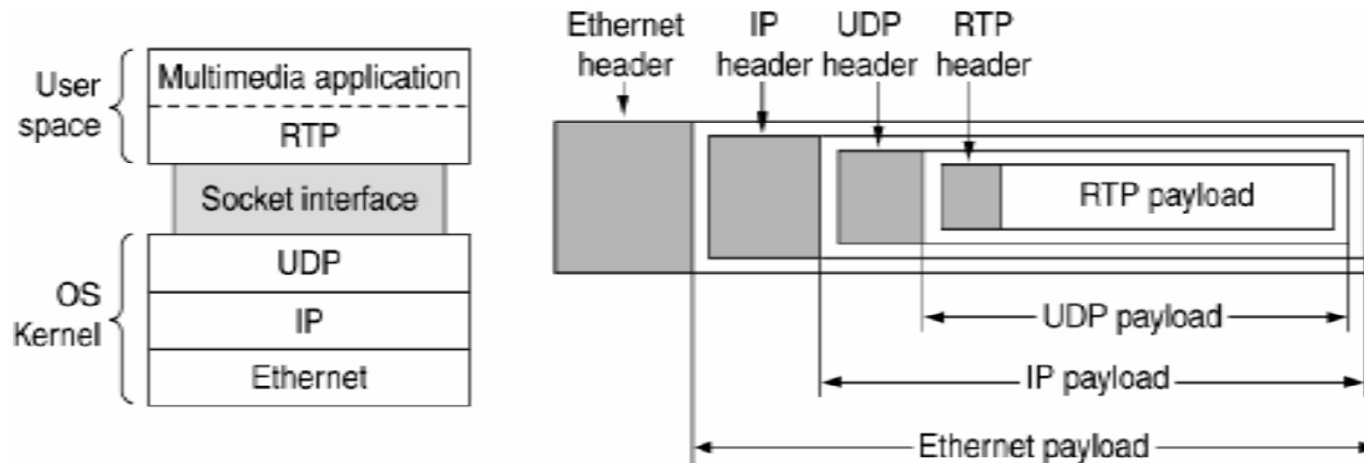 User
space
Multimedia application
RTP
Socket interface
OS
Kernel
UDP
IP
Ethernet
Ethernet
header
IP
header
UDP
header
RTP
header
RTP payload
UDP payload
IP payload
Ethernet payload